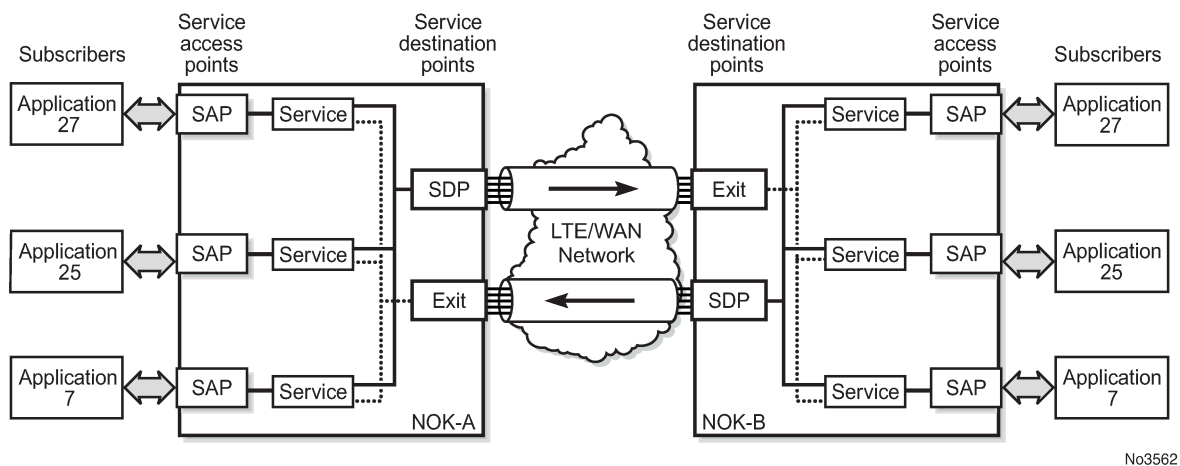 Subscribers
Service
access
points
Service
destination
points
Service
destination
points
Service
access
points
Subscribers
Application
27
SAP
Service
Service
SAP
Application
27
SDP
Exit
LTE/WAN
Network
Application
25
SAP
Service
Service
SAP
Application
25
Exit
SDP
Application
7
SAP
Service
Service
SAP
Application
7
NOK-A
NOK-B
No3562